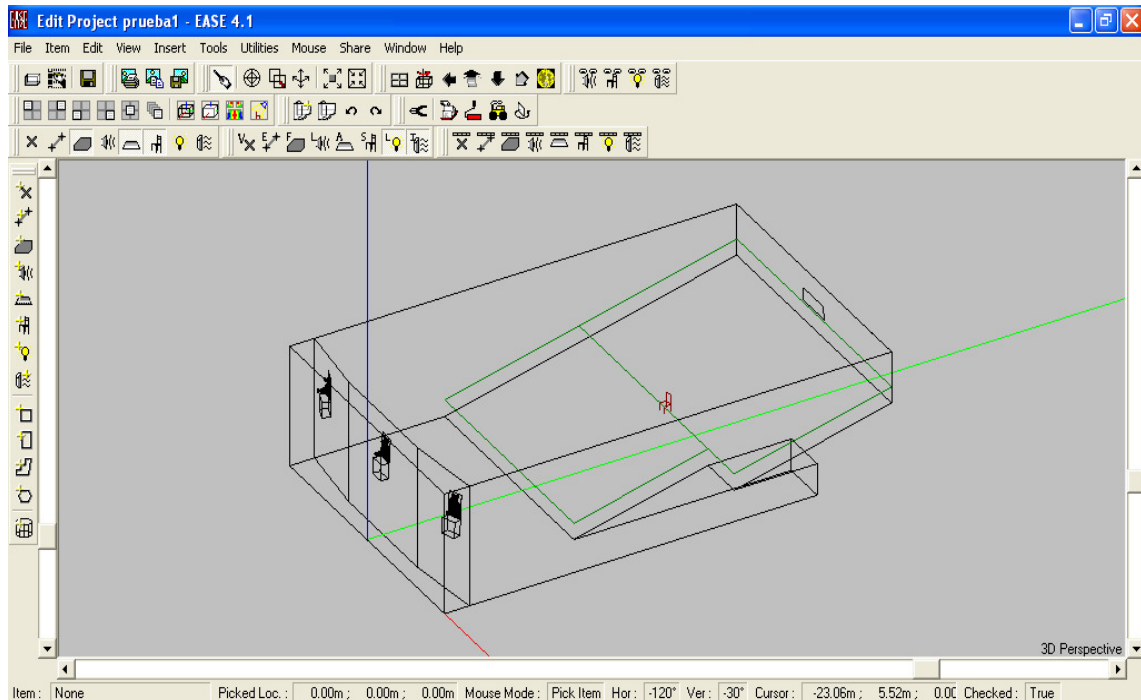 Edit Project prueba1 - EASE 4.1
File Item Edit View Insert Tools Utilities Mouse Share Window Help
3D Perspective
Item : None Picked Loc. : 0.00m ; 0.00m ; 0.00m Mouse Mode : Pick Item Hor : -120° Ver : -30° Cursor : -23.06m ; 5.52m ; 0.00 Checked : True